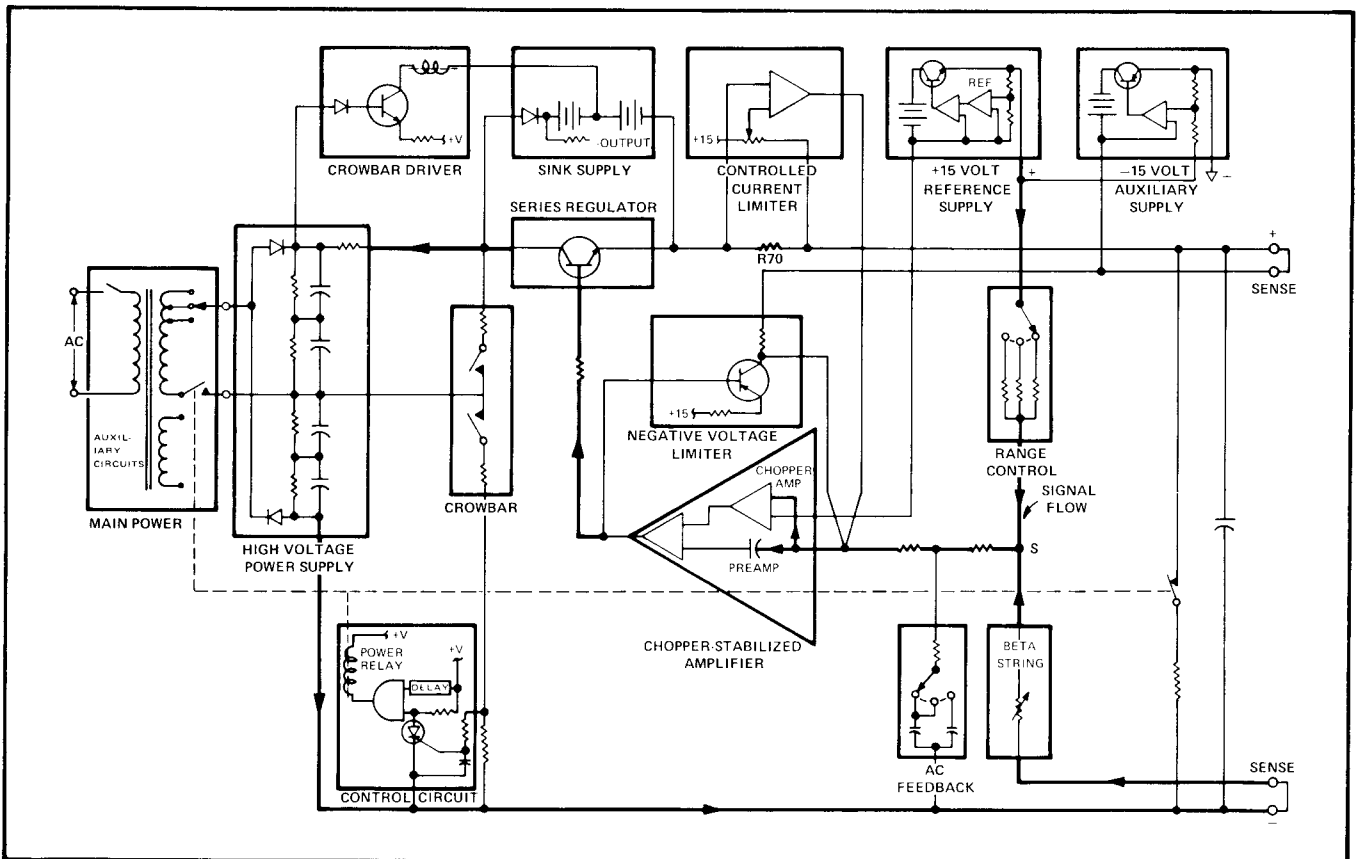 +V
CROWBAR DRIVER
-OUTPUT
SINK SUPPLY
+15
CONTROLLED
CURRENT
LIMITER
REF
+
+15 VOLT
REFERENCE
SUPPLY
−
−15 VOLT
AUXILIARY
SUPPLY
SERIES REGULATOR
R70
+
SENSE
AC
AUXIL-
IARY
CIRCUITS
MAIN POWER
HIGH VOLTAGE
POWER SUPPLY
CROWBAR
+15
NEGATIVE VOLTAGE
LIMITER
CHOPPER
AMP
PREAMP
CHOPPER-STABILIZED
AMPLIFIER
RANGE
CONTROL
SIGNAL
FLOW
S
+V
POWER
RELAY
+V
DELAY
CONTROL CIRCUIT
AC
FEEDBACK
BETA
STRING
SENSE
−